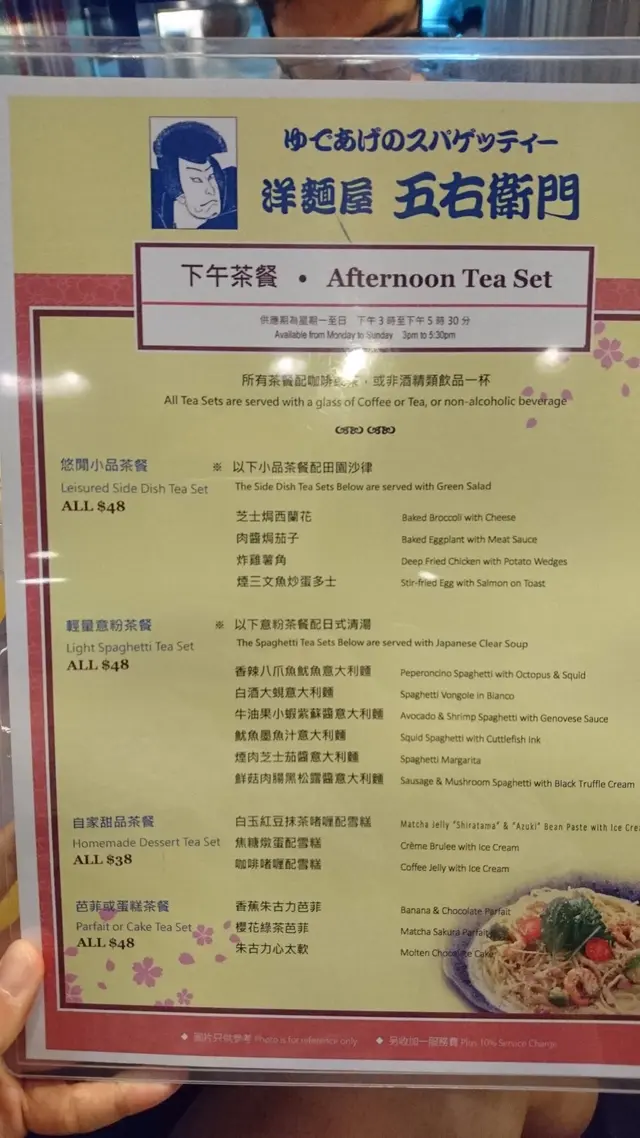 ゆであげのスパゲッティー
洋麵屋 五右衛門
下午茶餐 • Afternoon Tea Set
供應期為星期一至日 下午3時至下午5時30分
Available from Monday to Sunday 3pm to 5:30pm
所有茶餐配咖啡或茶，或非酒精類飲品一杯
All Tea Sets are served with a glass of Coffee or Tea, or non-alcoholic beverage
悠閒小品茶餐 ※ 以下小品茶餐配田園沙律
Leisured Side Dish Tea Set The Side Dish Tea Sets Below are served with Green Salad
ALL $48
芝士焗西蘭花 Baked Broccoli with Cheese
肉醬焗茄子 Baked Eggplant with Meat Sauce
炸雞薯角 Deep Fried Chicken with Potato Wedges
煙三文魚炒蛋多士 Stir-fried Egg with Salmon on Toast
輕量意粉茶餐 ※ 以下意粉茶餐配日式清湯
Light Spaghetti Tea Set The Spaghetti Tea Sets Below are served with Japanese Clear Soup
ALL $48
香辣八爪魚魷魚意大利麵 Peperoncino Spaghetti with Octopus & Squid
白酒大蜆意大利麵 Spaghetti Vongole in Bianco
牛油果小蝦紫蘇醬意大利麵 Avocado & Shrimp Spaghetti with Genovese Sauce
魷魚墨魚汁意大利麵 Squid Spaghetti with Cuttlefish Ink
煙肉芝士茄醬意大利麵 Spaghetti Margarita
鮮菇肉腸黑松露醬意大利麵 Sausage & Mushroom Spaghetti with Black Truffle Cream
自家甜品茶餐 白玉紅豆抹茶啫喱配雪糕 Matcha Jelly "Shiratama" & "Azuki" Bean Paste with Ice
Homemade Dessert Tea Set 焦糖燉蛋配雪糕 Crème Brulee with Ice Cream
ALL $38 咖啡啫喱配雪糕 Coffee Jelly with Ice Cream
芭菲或蛋糕茶餐 香蕉朱古力芭菲 Banana & Chocolate Parfait
Parfait or Cake Tea Set 櫻花綠茶芭菲 Matcha Sakura Parfait
ALL $48 朱古力心太軟 Molten Chocolate Cake
◆ 圖片只供參考 Photo is for reference only ◆ 另收加一服務費 Plus 10% Service Charge